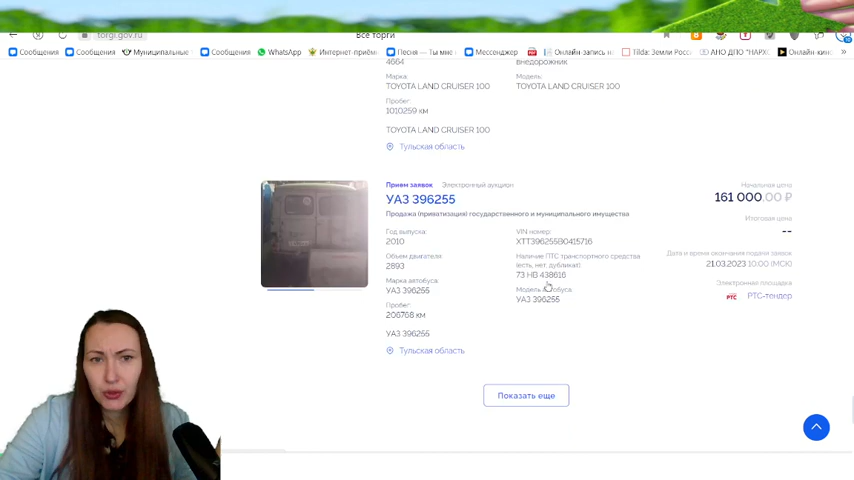 torgi.gov.ru
Все торги
Сообщения
Сообщения
Муниципальные
Сообщения
WhatsApp
Интернет-приём
Песня — Ты мне
Мессенджер
Онлайн-запись н
Tilda: Земли Росс
АНО ДПО "НАРХ
Онлайн-кин
»
4664
внедорожник
Марка:
TOYOTA LAND CRUISER 100
Модель:
TOYOTA LAND CRUISER 100
Пробег:
1010259 км
TOYOTA LAND CRUISER 100
Тульская область
Прием заявок
Электронный аукцион
УАЗ 396255
Продажа (приватизация) государственного и муниципального имущества
Год выпуска:
2010
VIN номер:
XTT396255B0415716
Объем двигателя:
2893
Наличие ПТС транспортного средства
(есть, нет, дубликат):
73 НВ 438616
Марка автобуса:
УАЗ 396255
Модель автобуса:
УАЗ 396255
Пробег:
206768 км
УАЗ 396255
Тульская область
Начальная цена
161 000,00 ₽
Итоговая цена
--
Дата и время окончания подачи заявок
21.03.2023 10:00 (МСК)
Электронная площадка
РТС
РТС-тендер
Показать еще